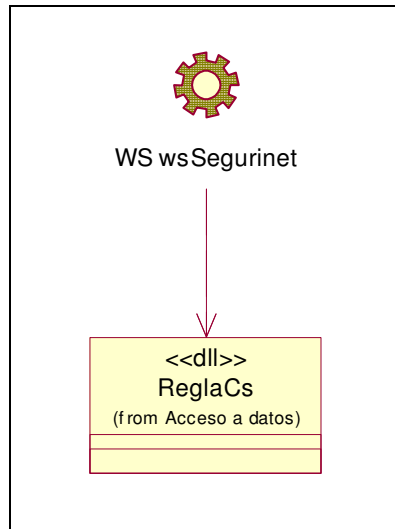 WS wsSegurinet
<<dll>>
ReglaCs
(from Acceso a datos)